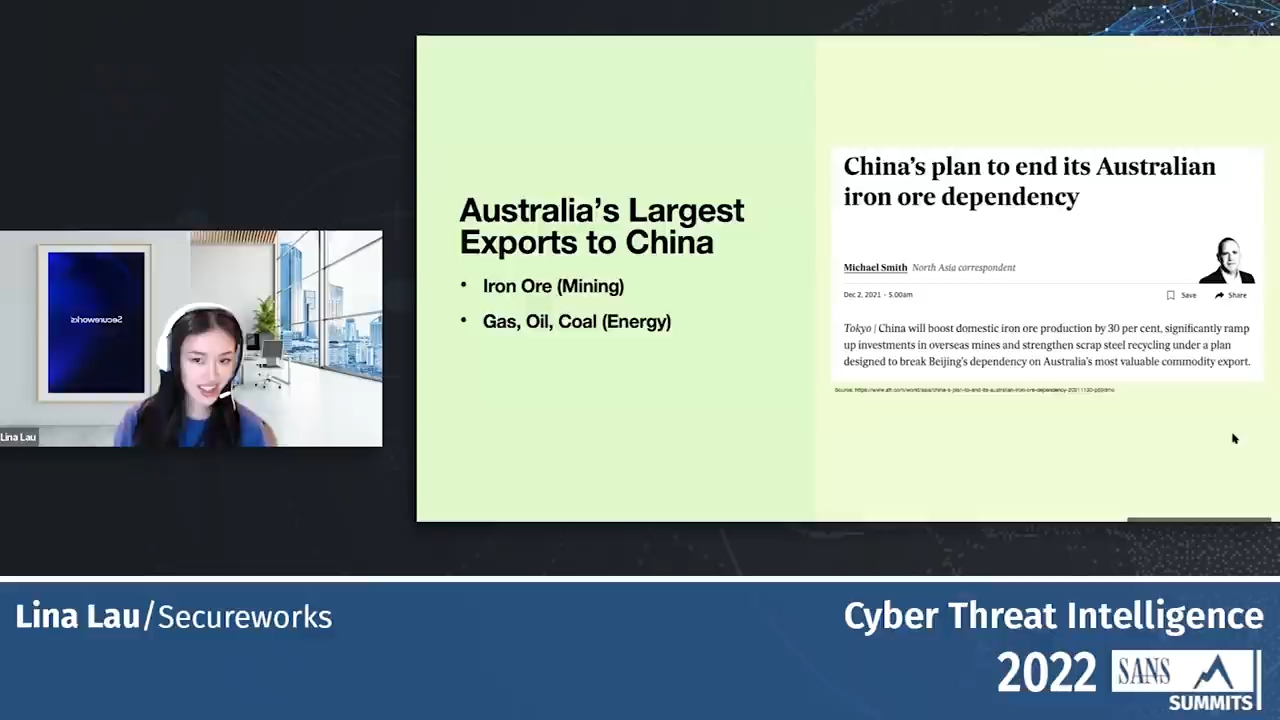 Australia's Largest
Exports to China
• Iron Ore (Mining)
• Gas, Oil, Coal (Energy)
China's plan to end its Australian
iron ore dependency
Michael Smith North Asia correspondent
Dec 2, 2021 – 5.00am
Save
Share
Tokyo | China will boost domestic iron ore production by 30 per cent, significantly ramp
up investments in overseas mines and strengthen scrap steel recycling under a plan
designed to break Beijing's dependency on Australia's most valuable commodity export.
Secureworks
Lina Lau
Lina Lau/Secureworks
Cyber Threat Intelligence
2022
SANS
SUMMITS